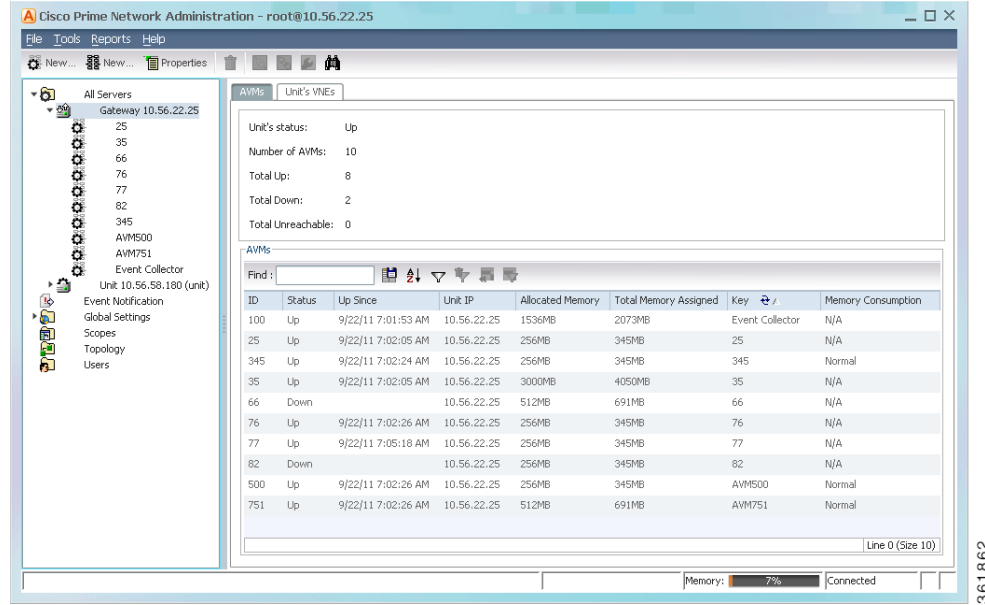 Cisco Prime Network Administration - root@10.56.22.25
File Tools Reports Help
New... New... Properties
All Servers
Gateway 10.56.22.25
25
35
66
76
77
82
345
AVM500
AVM751
Event Collector
Unit 10.56.58.180 (unit)
Event Notification
Global Settings
Scopes
Topology
Users
AVMs Unit's VNEs
Unit's status: Up
Number of AVMs: 10
Total Up: 8
Total Down: 2
Total Unreachable: 0
AVMs
Find :
ID Status Up Since Unit IP Allocated Memory Total Memory Assigned Key Memory Consumption
100 Up 9/22/11 7:01:53 AM 10.56.22.25 1536MB 2073MB Event Collector N/A
25 Up 9/22/11 7:02:05 AM 10.56.22.25 256MB 345MB 25 N/A
345 Up 9/22/11 7:02:24 AM 10.56.22.25 256MB 345MB 345 Normal
35 Up 9/22/11 7:02:05 AM 10.56.22.25 3000MB 4050MB 35 N/A
66 Down 10.56.22.25 512MB 691MB 66 N/A
76 Up 9/22/11 7:02:26 AM 10.56.22.25 256MB 345MB 76 N/A
77 Up 9/22/11 7:05:18 AM 10.56.22.25 256MB 345MB 77 N/A
82 Down 10.56.22.25 256MB 345MB 82 N/A
500 Up 9/22/11 7:02:26 AM 10.56.22.25 256MB 345MB AVM500 Normal
751 Up 9/22/11 7:02:26 AM 10.56.22.25 512MB 691MB AVM751 Normal
Line 0 (Size 10)
Memory: 7% Connected
361862